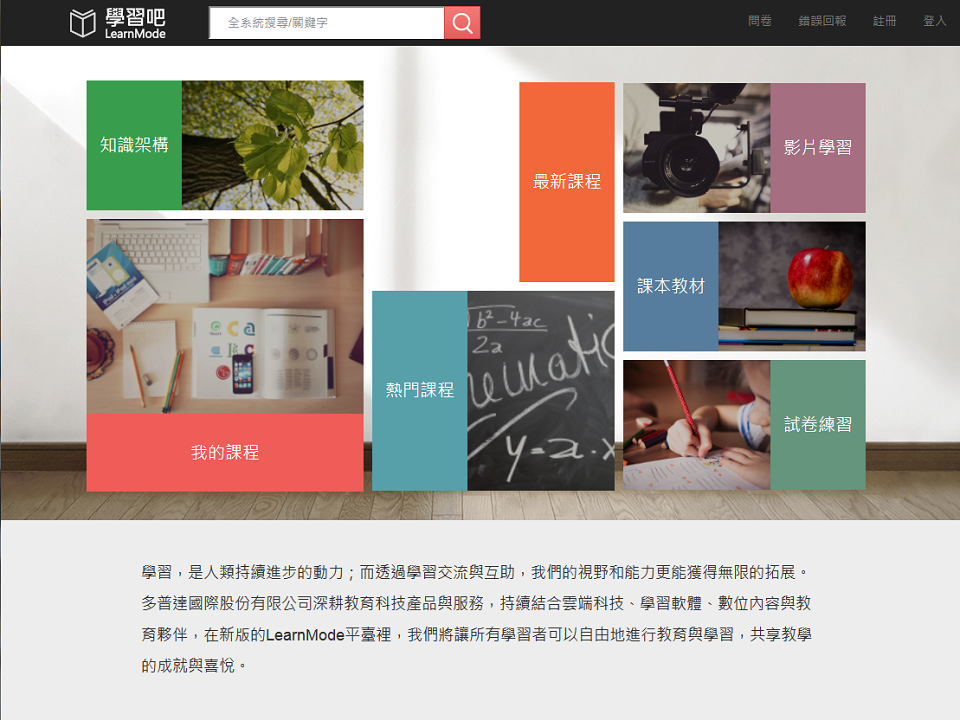 學習吧
LearnMode
全系統搜尋/關鍵字
問卷
錯誤回報
註冊
登入
知識架構
最新課程
影片學習
課本教材
熱門課程
b²-4ac
2a
y=a.x
試卷練習
我的課程
學習，是人類持續進步的動力；而透過學習交流與互助，我們的視野和能力更能獲得無限的拓展。
多普達國際股份有限公司深耕教育科技產品與服務，持續結合雲端科技、學習軟體、數位內容與教
育夥伴，在新版的LearnMode平臺裡，我們將讓所有學習者可以自由地進行教育與學習，共享教學
的成就與喜悅。